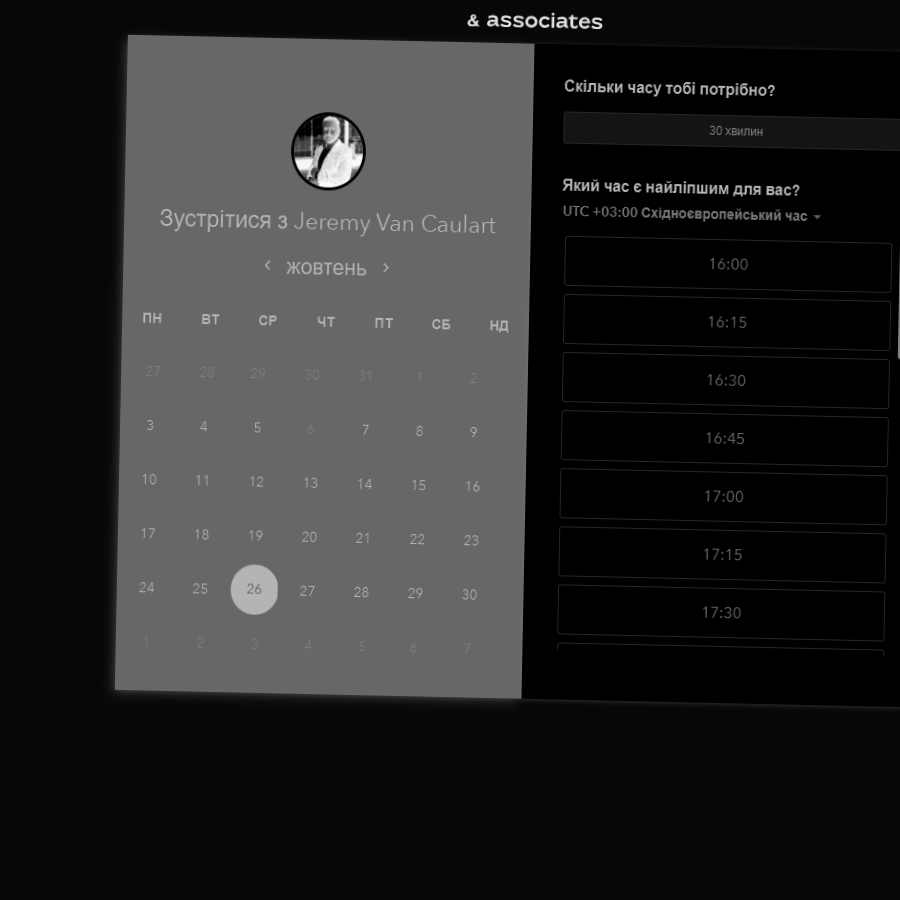 & associates
Зустрітися з Jeremy Van Caulart
жовтень
ПН ВТ СР ЧТ ПТ СБ НД
27 28 29 30 31 1 2
3 4 5 6 7 8 9
10 11 12 13 14 15 16
17 18 19 20 21 22 23
24 25 26 27 28 29 30
1 2 3 4 5 6 7
Скільки часу тобі потрібно?
30 хвилин
Який час є найліпшим для вас?
UTC +03:00 Східноєвропейський час
16:00
16:15
16:30
16:45
17:00
17:15
17:30